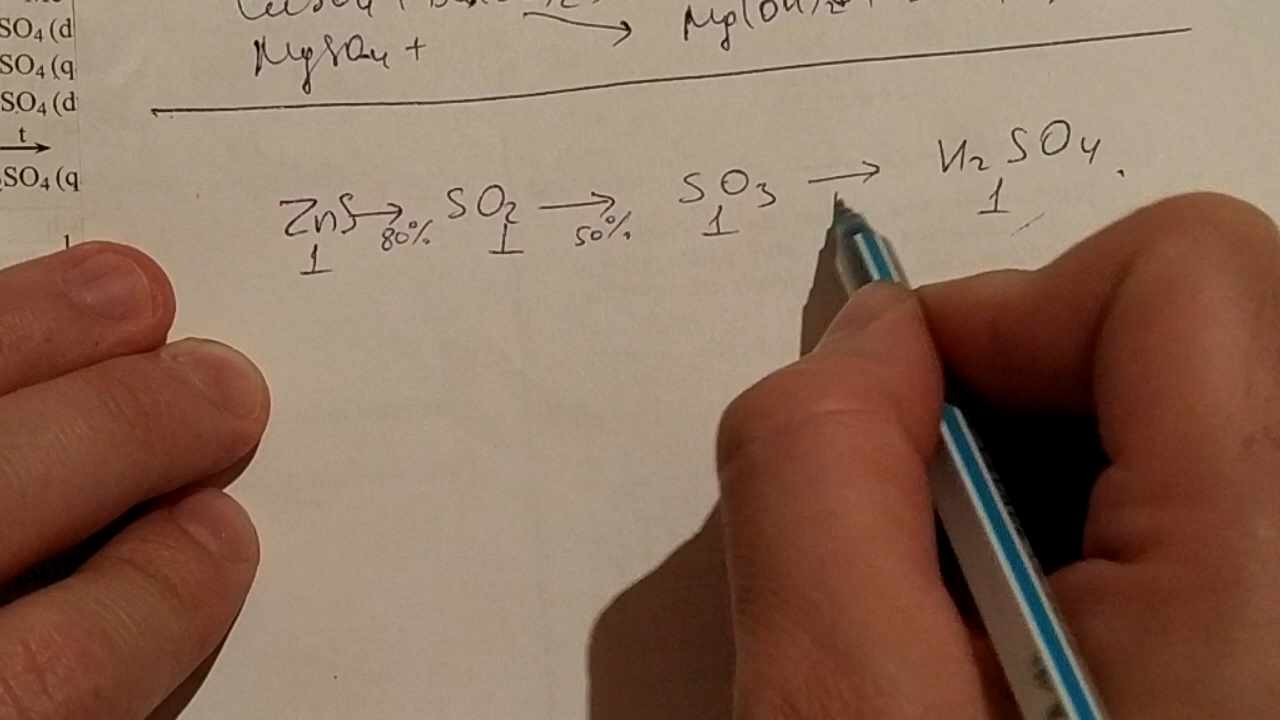 SO₄(d
SO₄(q
SO₄(d
t
SO₄(q
MgSO₄ +
Mg(OH)₂
ZnS → SO₂ → SO₃ → H₂SO₄.
80% 50%
1 1 1 1